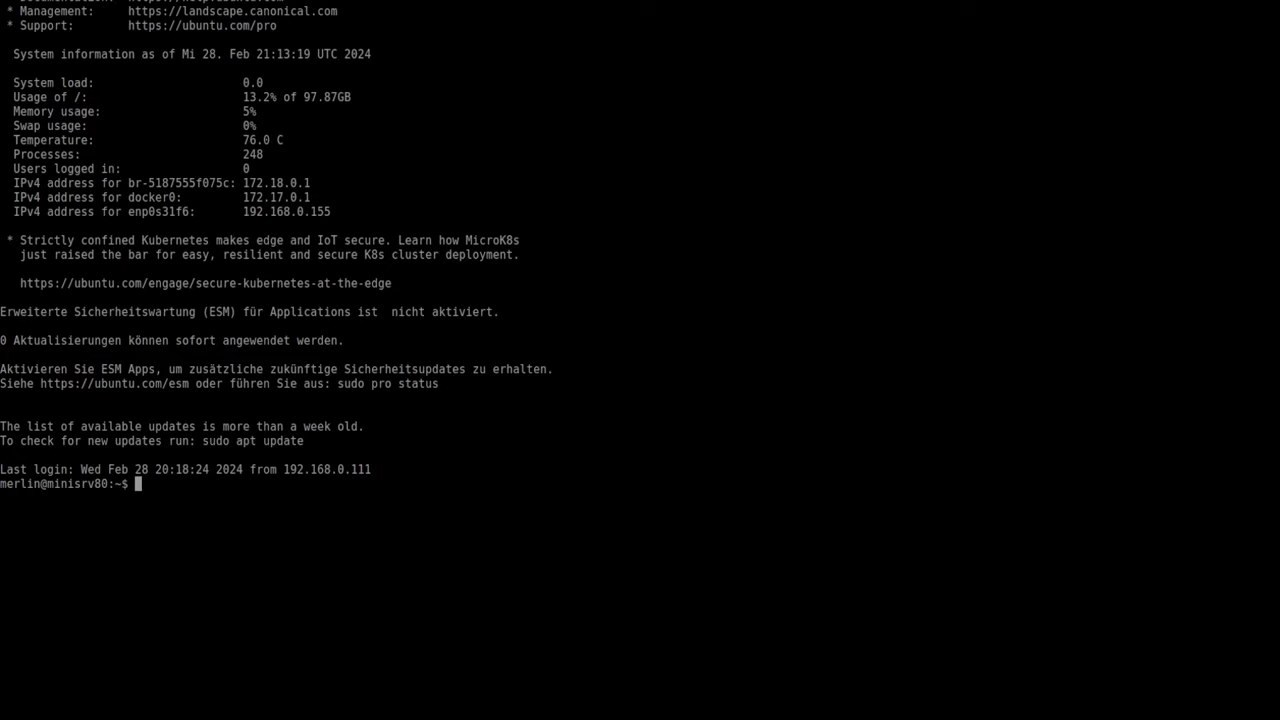 * Management:     https://landscape.canonical.com
* Support:        https://ubuntu.com/pro
System information as of Mi 28. Feb 21:13:19 UTC 2024
System load:                      0.0
Usage of /:                       13.2% of 97.87GB
Memory usage:                     5%
Swap usage:                       0%
Temperature:                      76.0 C
Processes:                        248
Users logged in:                  0
IPv4 address for br-5187555f075c: 172.18.0.1
IPv4 address for docker0:         172.17.0.1
IPv4 address for enp0s31f6:       192.168.0.155
* Strictly confined Kubernetes makes edge and IoT secure. Learn how MicroK8s
just raised the bar for easy, resilient and secure K8s cluster deployment.
https://ubuntu.com/engage/secure-kubernetes-at-the-edge
Erweiterte Sicherheitswartung (ESM) für Applications ist  nicht aktiviert.
0 Aktualisierungen können sofort angewendet werden.
Aktivieren Sie ESM Apps, um zusätzliche zukünftige Sicherheitsupdates zu erhalten.
Siehe https://ubuntu.com/esm oder führen Sie aus: sudo pro status
The list of available updates is more than a week old.
To check for new updates run: sudo apt update
Last login: Wed Feb 28 20:18:24 2024 from 192.168.0.111
merlin@minisrv80:~$